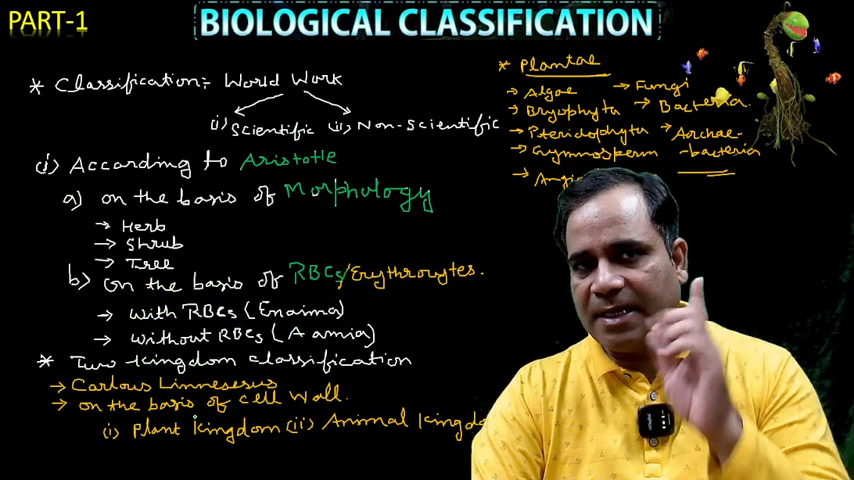 PART-1
BIOLOGICAL CLASSIFICATION
* Classification:- World Work
(i) Scientific (ii) Non-Scientific
(i) According to Aristotle
a) on the basis of Morphology
→ Herb
→ Shrub
→ Tree
b) on the basis of RBCs/Erythrocytes.
→ with RBCs (Enaima)
→ without RBCs (Aamia)
* Two kingdom classification
→ Carlous Linnesesus
→ on the basis of cell Wall.
(i) Plant kingdom (ii) Animal kingdo
* Plantae
→ Algae
→ Bryophyta
→ Pteridophyta
→ Gymnosperm
→ Angio
→ Fungi
→ Bacteria.
→ Archae-
-bacteria